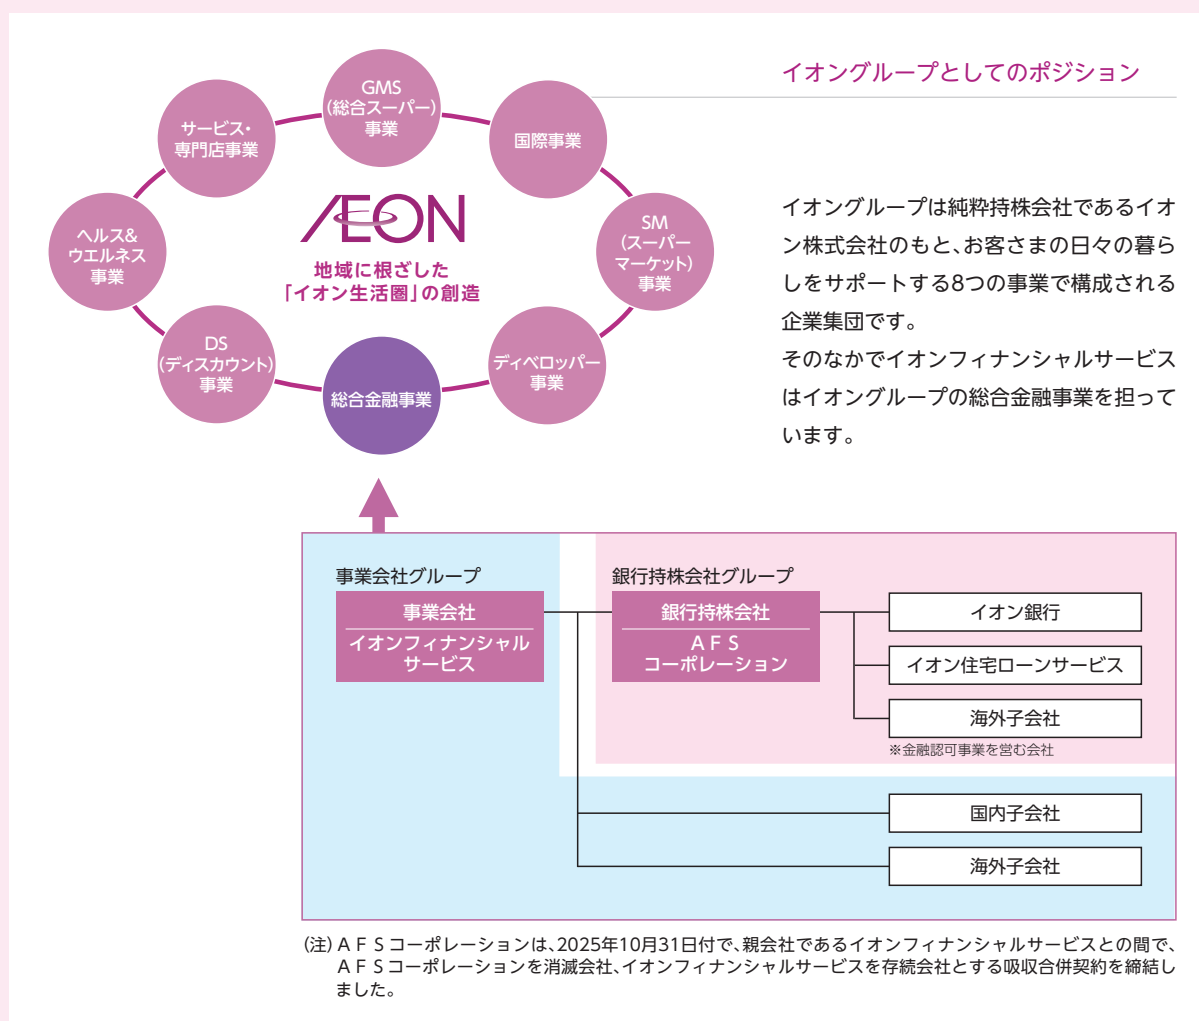 イオングループとしてのポジション
GMS
(総合スーパー)
事業
国際事業
SM
(スーパー
マーケット)
事業
ディベロッパー
事業
総合金融事業
DS
(ディスカウント)
事業
ヘルス&
ウエルネス
事業
サービス・
専門店事業
ÆON
地域に根ざした
「イオン生活圏」の創造
イオングループは純粋持株会社であるイオ
ン株式会社のもと、お客さまの日々の暮ら
しをサポートする8つの事業で構成される
企業集団です。
そのなかでイオンフィナンシャルサービス
はイオングループの総合金融事業を担って
います。
事業会社グループ
事業会社
イオンフィナンシャル
サービス
銀行持株会社グループ
銀行持株会社
ＡＦＳ
コーポレーション
イオン銀行
イオン住宅ローンサービス
海外子会社
※金融認可事業を営む会社
国内子会社
海外子会社
(注)ＡＦＳコーポレーションは、2025年10月31日付で、親会社であるイオンフィナンシャルサービスとの間で、
ＡＦＳコーポレーションを消滅会社、イオンフィナンシャルサービスを存続会社とする吸収合併契約を締結し
ました。